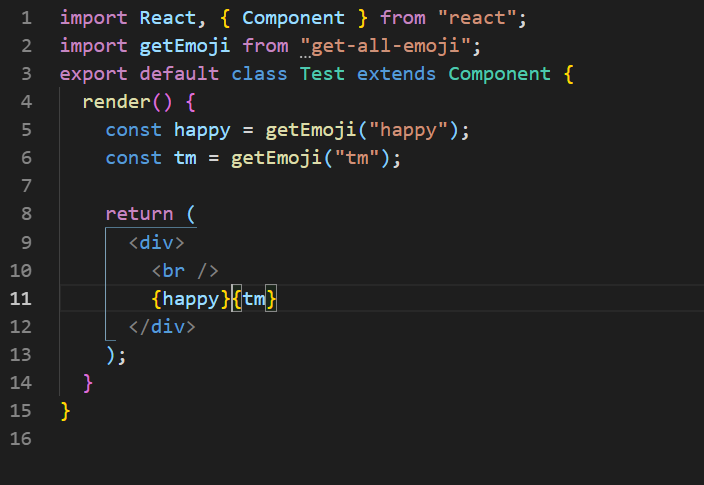 1 import React, { Component } from "react";
2 import getEmoji from "get-all-emoji";
3 export default class Test extends Component {
4   render() {
5     const happy = getEmoji("happy");
6     const tm = getEmoji("tm");
7
8     return (
9       <div>
10         <br />
11         {happy}{tm}
12       </div>
13     );
14   }
15 }
16